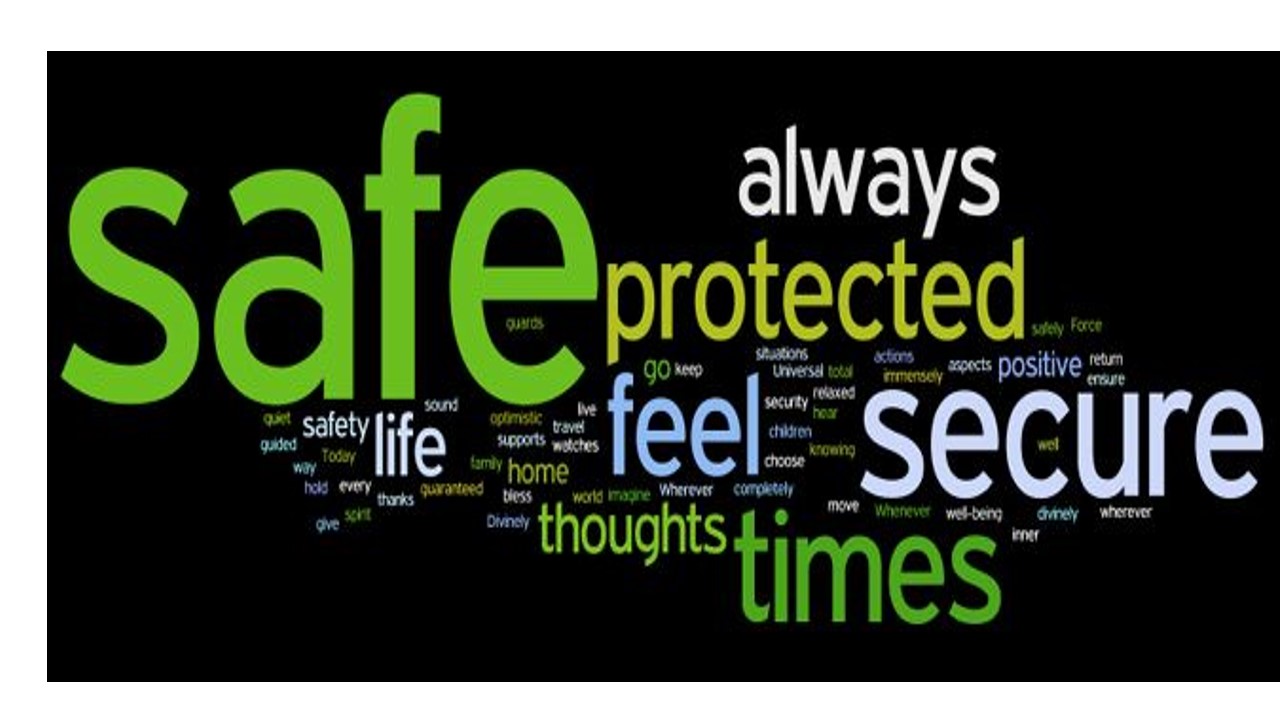 safe
always
protected
guards
safely Force
situations
actions
go keep
Universal total
immensely
aspects
positive
return
ensure
feel
secure
security
relaxed
hear
children
knowing
choose
well
quiet
safety
life
sound
optimistic
live
travel
supports
watches
guided
way
Today
family
home
hold
every
guaranteed
thanks
bless
world
imagine
Wherever
completely
give
spirit
Divinely
thoughts
times
move
Whenever
well-being
divinely
wherever
inner